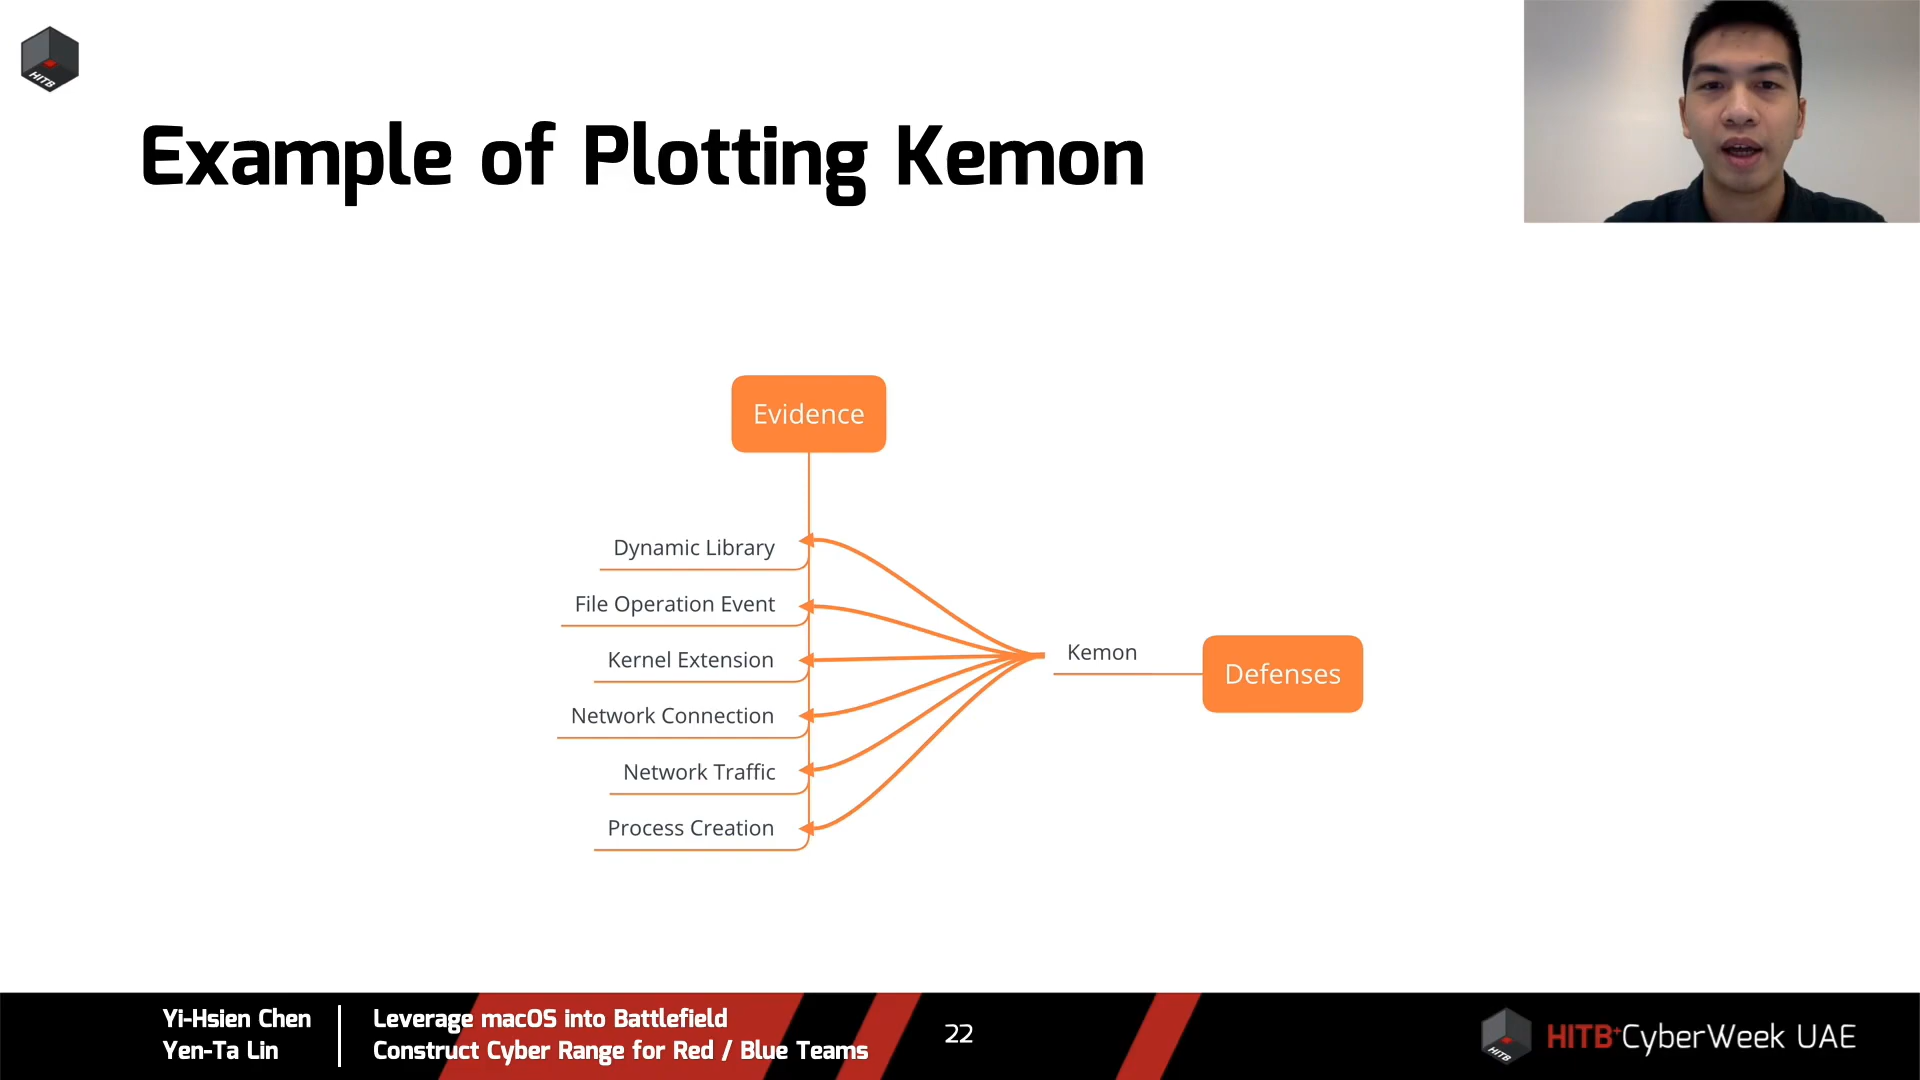 HITB
Example of Plotting Kemon
Evidence
Dynamic Library
File Operation Event
Kernel Extension
Network Connection
Network Traffic
Process Creation
Kemon
Defenses
Yi-Hsien Chen
Yen-Ta Lin
Leverage macOS into Battlefield
Construct Cyber Range for Red / Blue Teams
22
HITB
HITB+CyberWeek UAE